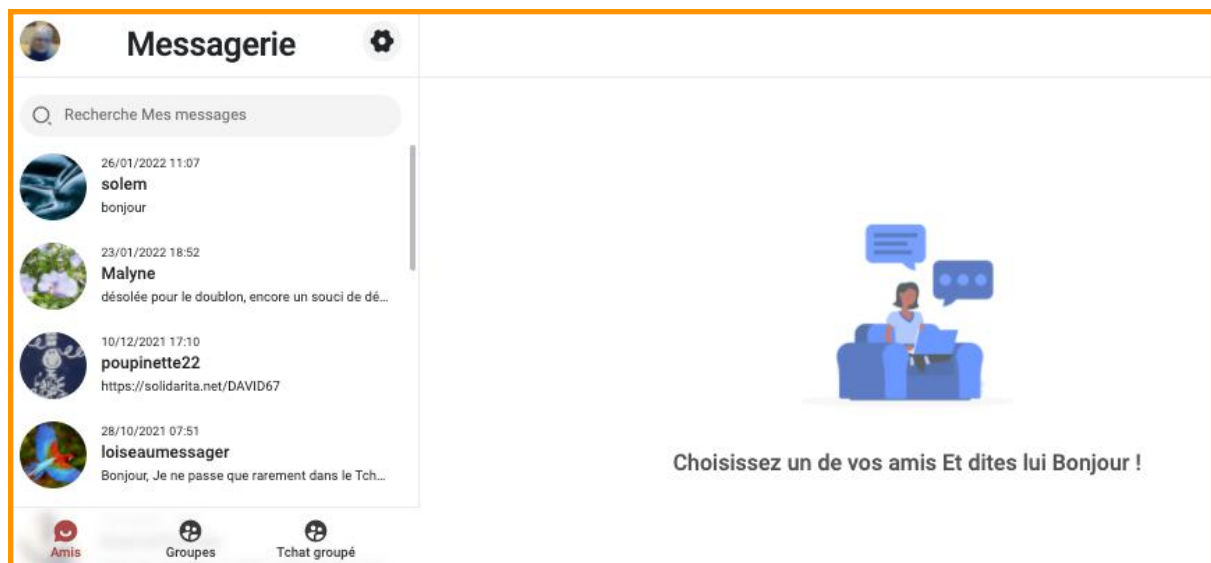 Messagerie
Recherche Mes messages
26/01/2022 11:07
solem
bonjour
23/01/2022 18:52
Malyne
désolée pour le doublon, encore un souci de dé...
10/12/2021 17:10
poupinette22
https://solidarita.net/DAVID67
28/10/2021 07:51
loiseaumessager
Bonjour, Je ne passe que rarement dans le Tch...
Amis Groupes Tchat groupé
Choisissez un de vos amis Et dites lui Bonjour !